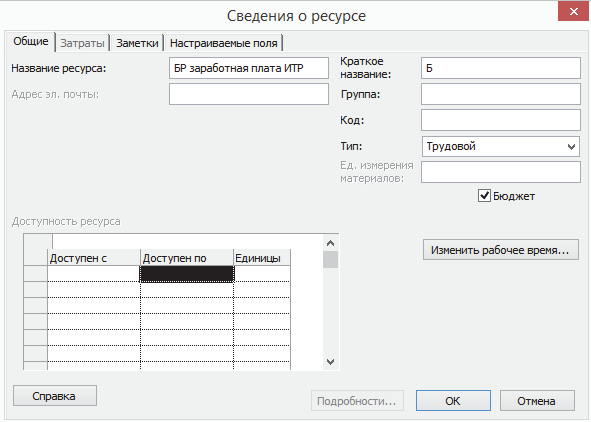 Сведения о ресурсе
Общие Затраты Заметки Настраиваемые поля
Название ресурса: БР заработная плата ИТР
Краткое название: Б
Адрес эл. почты:
Группа:
Код:
Тип: Трудовой
Ед. измерения материалов:
Бюджет
Доступность ресурса
Доступен с Доступен по Единицы
Изменить рабочее время...
Справка Подробности... ОК Отмена